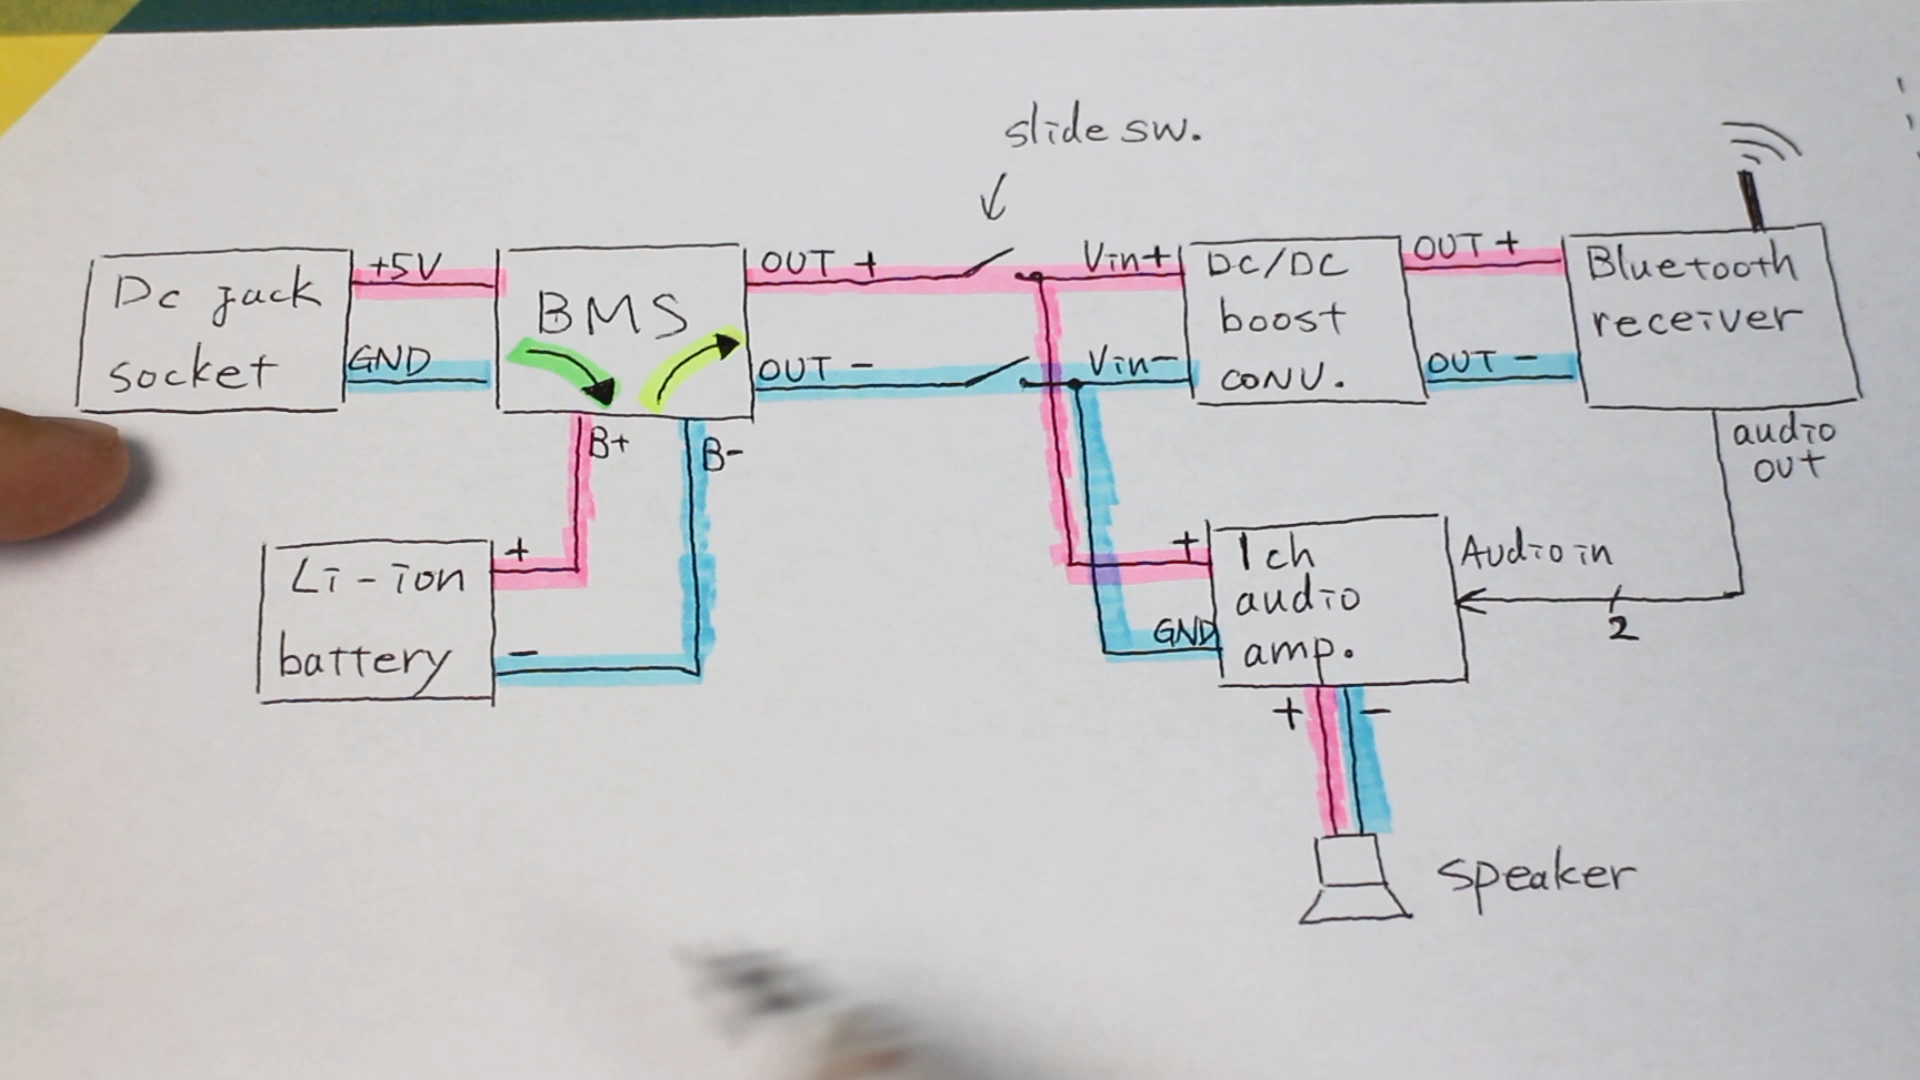 slide sw.
Dc jack
socket
+5V
GND
BMS
OUT +
OUT -
B+
B-
Vin+
Vin-
DC/DC
boost
CONV.
OUT +
OUT -
Bluetooth
receiver
audio
out
Li-ion
battery
+
-
+
GND
1ch
audio
amp.
Audio in
2
+
-
speaker